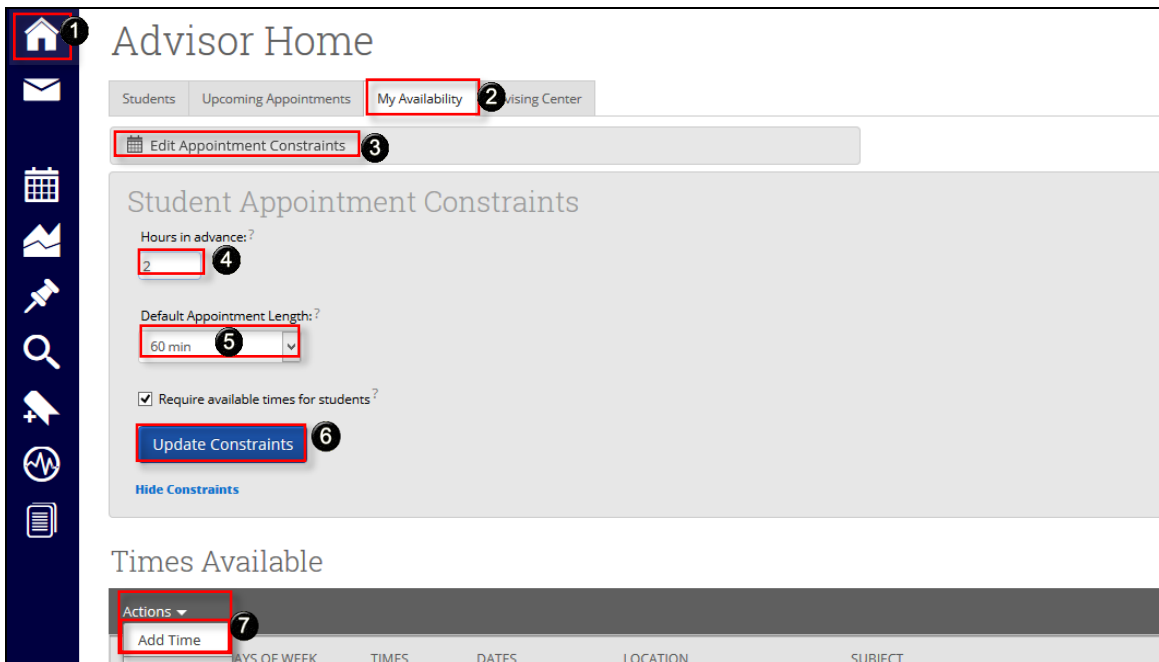 1
Advisor Home
Students Upcoming Appointments My Availability 2 vising Center
Edit Appointment Constraints 3
Student Appointment Constraints
Hours in advance: ?
2 4
Default Appointment Length: ?
60 min 5
Require available times for students ?
Update Constraints 6
Hide Constraints
Times Available
Actions
7
Add Time
AYS OF WEEK TIMES DATES LOCATION SUBJECT